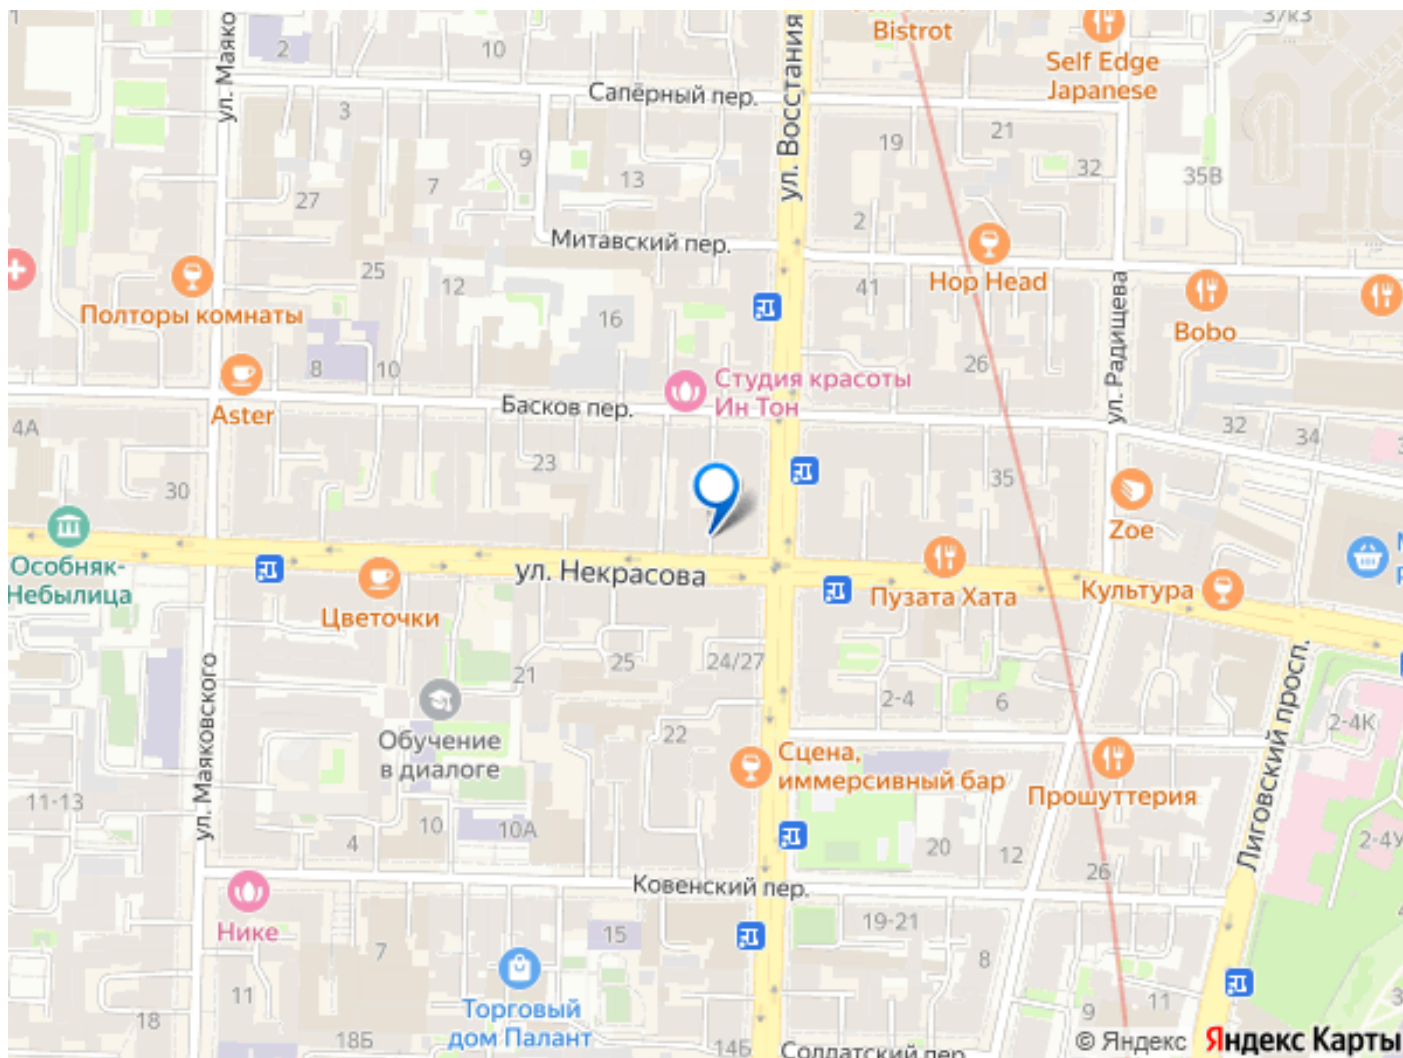 37к3
Bistrot
2
10
ул. Маяко
Self Edge
Japanese
Сапёрный пер.
ул. Восстания
3
19
21
9
7
13
32
35В
27
2
Митавский пер.
25
12
41
Hop Head
ул. Радищева
Полторы комнаты
16
Bobo
8
10
26
Студия красоты
Ин Тон
Aster
Басков пер.
4А
32
34
23
30
35
Zoe
Особняк-
Небылица
ул. Некрасова
Цветочки
Пузата Хата
Культура
21
25
24/27
2-4
6
ул. Маяковского
Лиговский просп.
2-4К
22
Обучение
в диалоге
Сцена,
иммерсивный бар
Прошуттерия
11-13
4
10
10А
20
12
2-4У
26
Ковенский пер.
Нике
15
19-21
7
8
11
Торговый
дом Палант
18
18Б
14Б
9
11
Солдатский пер.
© Яндекс
Яндекс Карты